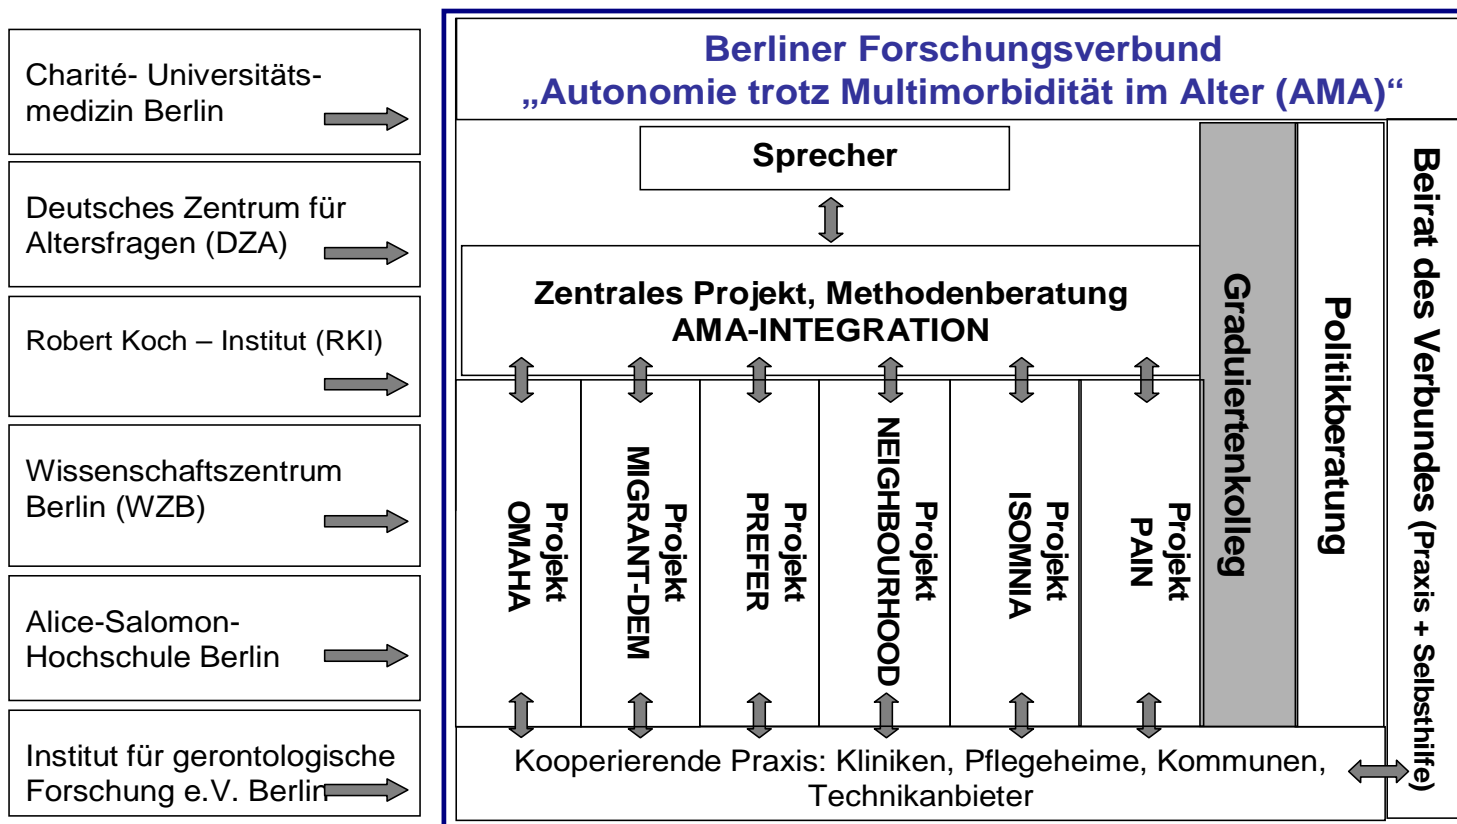 Charité- Universitäts-
medizin Berlin
Deutsches Zentrum für
Altersfragen (DZA)
Robert Koch – Institut (RKI)
Wissenschaftszentrum
Berlin (WZB)
Alice-Salomon-
Hochschule Berlin
Institut für gerontologische
Forschung e.V. Berlin
Berliner Forschungsverbund
„Autonomie trotz Multimorbidität im Alter (AMA)“
Sprecher
Zentrales Projekt, Methodenberatung
AMA-INTEGRATION
Projekt
OMAHA
Projekt
MIGRANT-DEM
Projekt
PREFER
Projekt
NEIGHBOURHOOD
Projekt
ISOMNIA
Projekt
PAIN
Graduiertenkolleg
Politikberatung
Beirat des Verbundes (Praxis + Selbsthilfe)
Kooperierende Praxis: Kliniken, Pflegeheime, Kommunen,
Technikanbieter